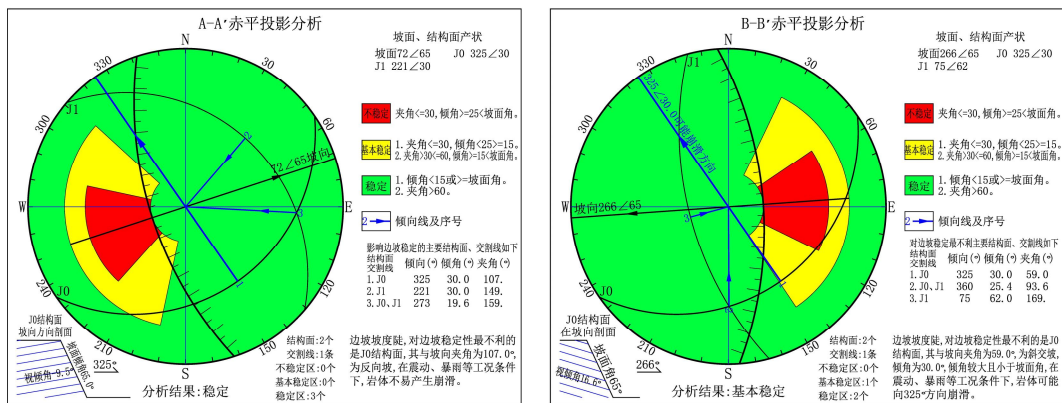 A-A'赤平投影分析
坡面、结构面产状
坡面72∠65 J0 325∠30
J1 221∠30
N
30
60
E
120
150
S
210
240
W
300
330
J1
J0
72∠65坡向
1
2
3
不稳定 夹角<=30,倾角>=25<坡面角。
基本稳定 1.夹角<=30,倾角<25>=15。
2.夹角>30<=60,倾角>=15<坡面角。
稳定 1.倾角<15或>=坡面角。
2.夹角>60。
2 倾向线及序号
影响边坡稳定的主要结构面、交割线如下
结构面
交割线 倾向(°) 倾角(°) 夹角(°)
1.J0 325 30.0 107.
2.J1 221 30.0 149.
3.J0、J1 273 19.6 159.
J0结构面
坡向方向剖面
坡面倾角65.0°
视倾角-9.5°
325°
分析结果:稳定
结构面:2个
交割线:1条
不稳定区:0个
基本稳定区:0个
稳定区:3个
边坡坡度陡,对边坡稳定性最不利的
是J0结构面,其与坡向夹角为107.0°,
为反向坡,在震动、暴雨等工况条件
下,岩体不易产生崩滑。
B-B'赤平投影分析
坡面、结构面产状
坡面266∠65 J0 325∠30
J1 75∠62
N
30
60
E
120
150
S
210
240
W
300
330
J1
J0
325∠30.0可能崩滑方向
坡向266∠65
1
2
3
不稳定 夹角<=30,倾角>=25<坡面角。
基本稳定 1.夹角<=30,倾角<25>=15。
2.夹角>30<=60,倾角>=15<坡面角。
稳定 1.倾角<15或>=坡面角。
2.夹角>60。
2 倾向线及序号
对边坡稳定最不利主要结构面、交割线如下
结构面
交割线 倾向(°) 倾角(°) 夹角(°)
1.J0 325 30.0 59.0
2.J0、J1 360 25.4 93.6
3.J1 75 62.0 169.
J0结构面
在坡向剖面
坡面角65°
视倾角16.6°
266°
分析结果:基本稳定
结构面:2个
交割线:1条
不稳定区:0个
基本稳定区:1个
稳定区:2个
边坡坡度陡,对边坡稳定性最不利的是J0
结构面,其与坡向夹角为59.0°,为斜交坡,
倾角为30.0°,倾角较大且小于坡面角,在
震动、暴雨等工况条件下,岩体可能
向325°方向崩滑。